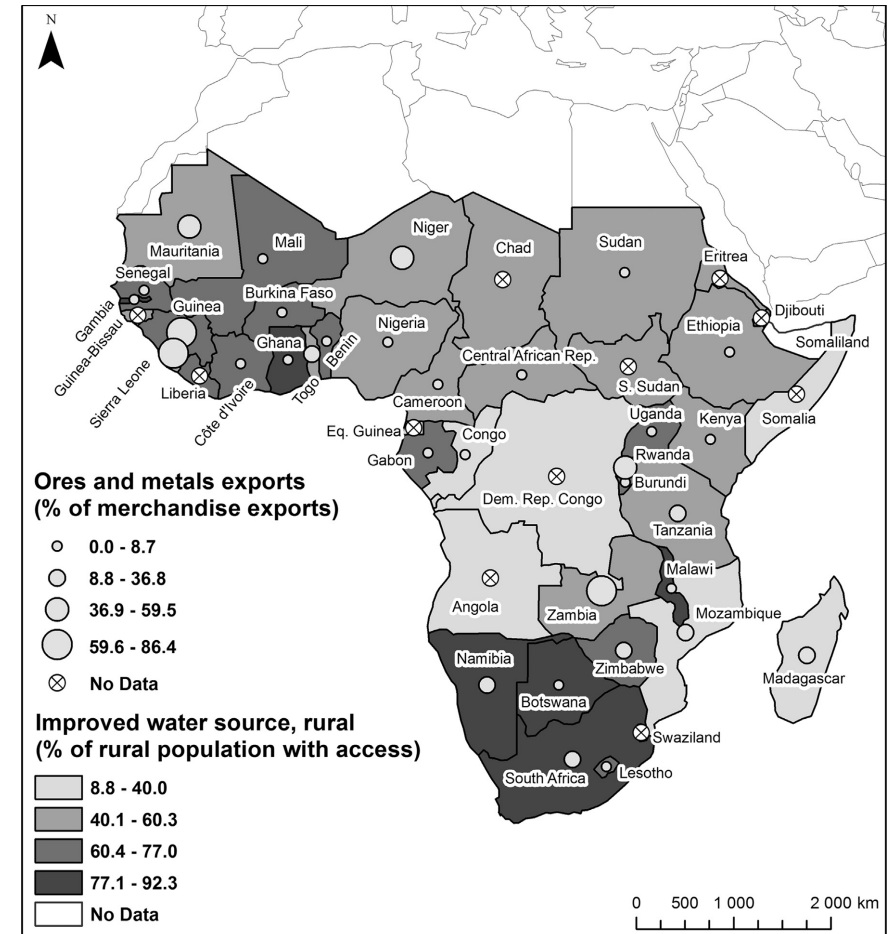 N
Mauritania
Mali
Niger
Chad
Sudan
Eritrea
Senegal
Gambia
Guinea
Burkina Faso
Djibouti
Guinea-Bissau
Nigeria
Ethiopia
Somaliland
Ghana
Benin
Togo
Sierra Leone
Liberia
Côte d'Ivoire
Central African Rep.
S. Sudan
Cameroon
Somalia
Eq. Guinea
Congo
Uganda
Kenya
Gabon
Rwanda
Burundi
Dem. Rep. Congo
Tanzania
Malawi
Angola
Zambia
Mozambique
Namibia
Zimbabwe
Madagascar
Botswana
Swaziland
South Africa
Lesotho
Ores and metals exports
(% of merchandise exports)
0.0 - 8.7
8.8 - 36.8
36.9 - 59.5
59.6 - 86.4
No Data
Improved water source, rural
(% of rural population with access)
8.8 - 40.0
40.1 - 60.3
60.4 - 77.0
77.1 - 92.3
No Data
0 500 1 000 2 000 km